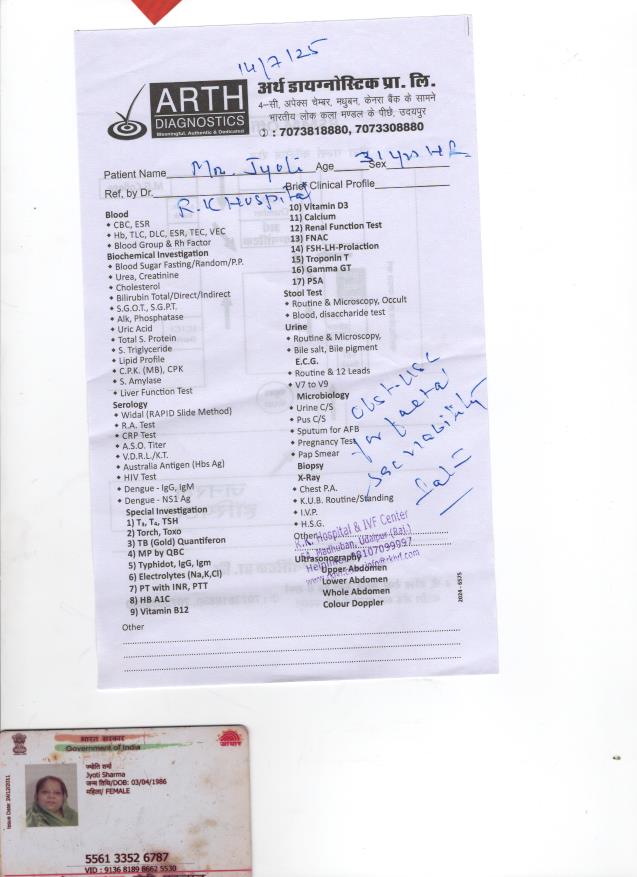 14/7/25
ARTH
DIAGNOSTICS
Meaningful, Authentic & Dedicated
अर्थ डायग्नोस्टिक प्रा. लि.
4-सी, अपेक्स चेम्बर, मधुबन, केनरा बैंक के सामने
भारतीय लोक कला मण्डल के पीछे, उदयपुर
: 7073818880, 7073308880
Patient Name Mrs. Jyoti Age 31 yrs Sex
Ref. by Dr. R.K Hospital Brief Clinical Profile
Blood
CBC, ESR
Hb, TLC, DLC, ESR, TEC, VEC
Blood Group & Rh Factor
Biochemical Investigation
Blood Sugar Fasting/Random/P.P.
Urea, Creatinine
Cholesterol
Bilirubin Total/Direct/Indirect
S.G.O.T., S.G.P.T.
Alk, Phosphatase
Uric Acid
Total S. Protein
S. Triglyceride
Lipid Profile
C.P.K. (MB), CPK
S. Amylase
Liver Function Test
Serology
Widal (RAPID Slide Method)
R.A. Test
CRP Test
A.S.O. Titer
V.D.R.L./K.T.
Australia Antigen (Hbs Ag)
HIV Test
Dengue - IgG, IgM
Dengue - NS1 Ag
Special Investigation
1) T3, T4, TSH
2) Torch, Toxo
3) TB (Gold) Quantiferon
4) MP by QBC
5) Typhidot, IgG, Igm
6) Electrolytes (Na,K,Cl)
7) PT with INR, PTT
8) HB A1C
9) Vitamin B12
10) Vitamin D3
11) Calcium
12) Renal Function Test
13) FNAC
14) FSH-LH-Prolaction
15) Troponin T
16) Gamma GT
17) PSA
Stool Test
Routine & Microscopy, Occult
Blood, disaccharide test
Urine
Routine & Microscopy,
Bile salt, Bile pigment
E.C.G.
Routine & 12 Leads
V7 to V9
Microbiology
Urine C/S
Pus C/S
Sputum for AFB
Pregnancy Test
Pap Smear
Biopsy
X-Ray
Chest P.A.
K.U.B. Routine/Standing
I.V.P.
H.S.G.
Other
Ultrasonography
Upper Abdomen
Lower Abdomen
Whole Abdomen
Colour Doppler
Obst-USG
for foetal
sac viability
Hospital & IVF Center
Madhuban, Udaipur (Raj.)
Helpline: 08107099997
2024 - 6575
Other
भारत सरकार
Government of India
आधार
Issue Date: 24/12/2011
ज्योति शर्मा
Jyoti Sharma
जन्म तिथि/DOB: 03/04/1986
महिला/ FEMALE
5561 3352 6787
VID : 9136 8189 8662 5530